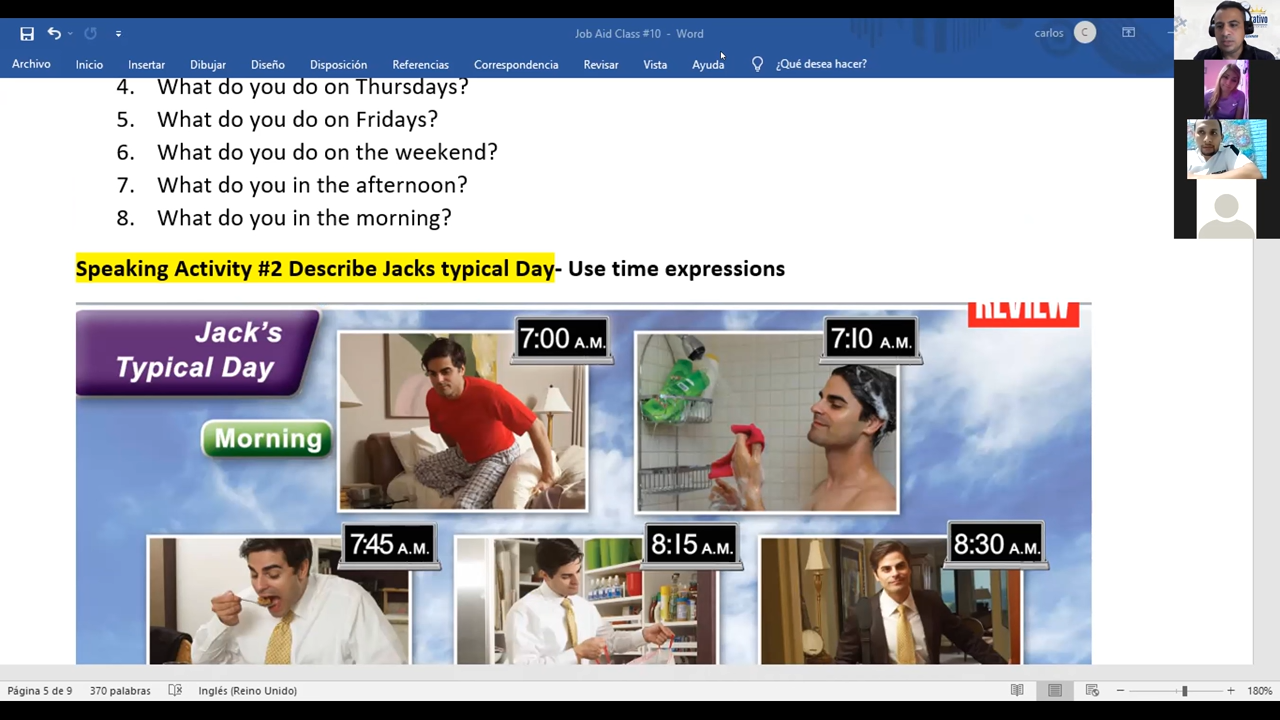 Job Aid Class #10 - Word
carlos C
Archivo Inicio Insertar Dibujar Diseño Disposición Referencias Correspondencia Revisar Vista Ayuda ¿Qué desea hacer?
4. What do you do on Thursdays?
5. What do you do on Fridays?
6. What do you do on the weekend?
7. What do you in the afternoon?
8. What do you in the morning?
Speaking Activity #2 Describe Jacks typical Day- Use time expressions
REVIEW
Jack's
Typical Day
7:00 A.M.
7:10 A.M.
Morning
7:45 A.M.
8:15 A.M.
8:30 A.M.
Página 5 de 9 370 palabras Inglés (Reino Unido) 180%